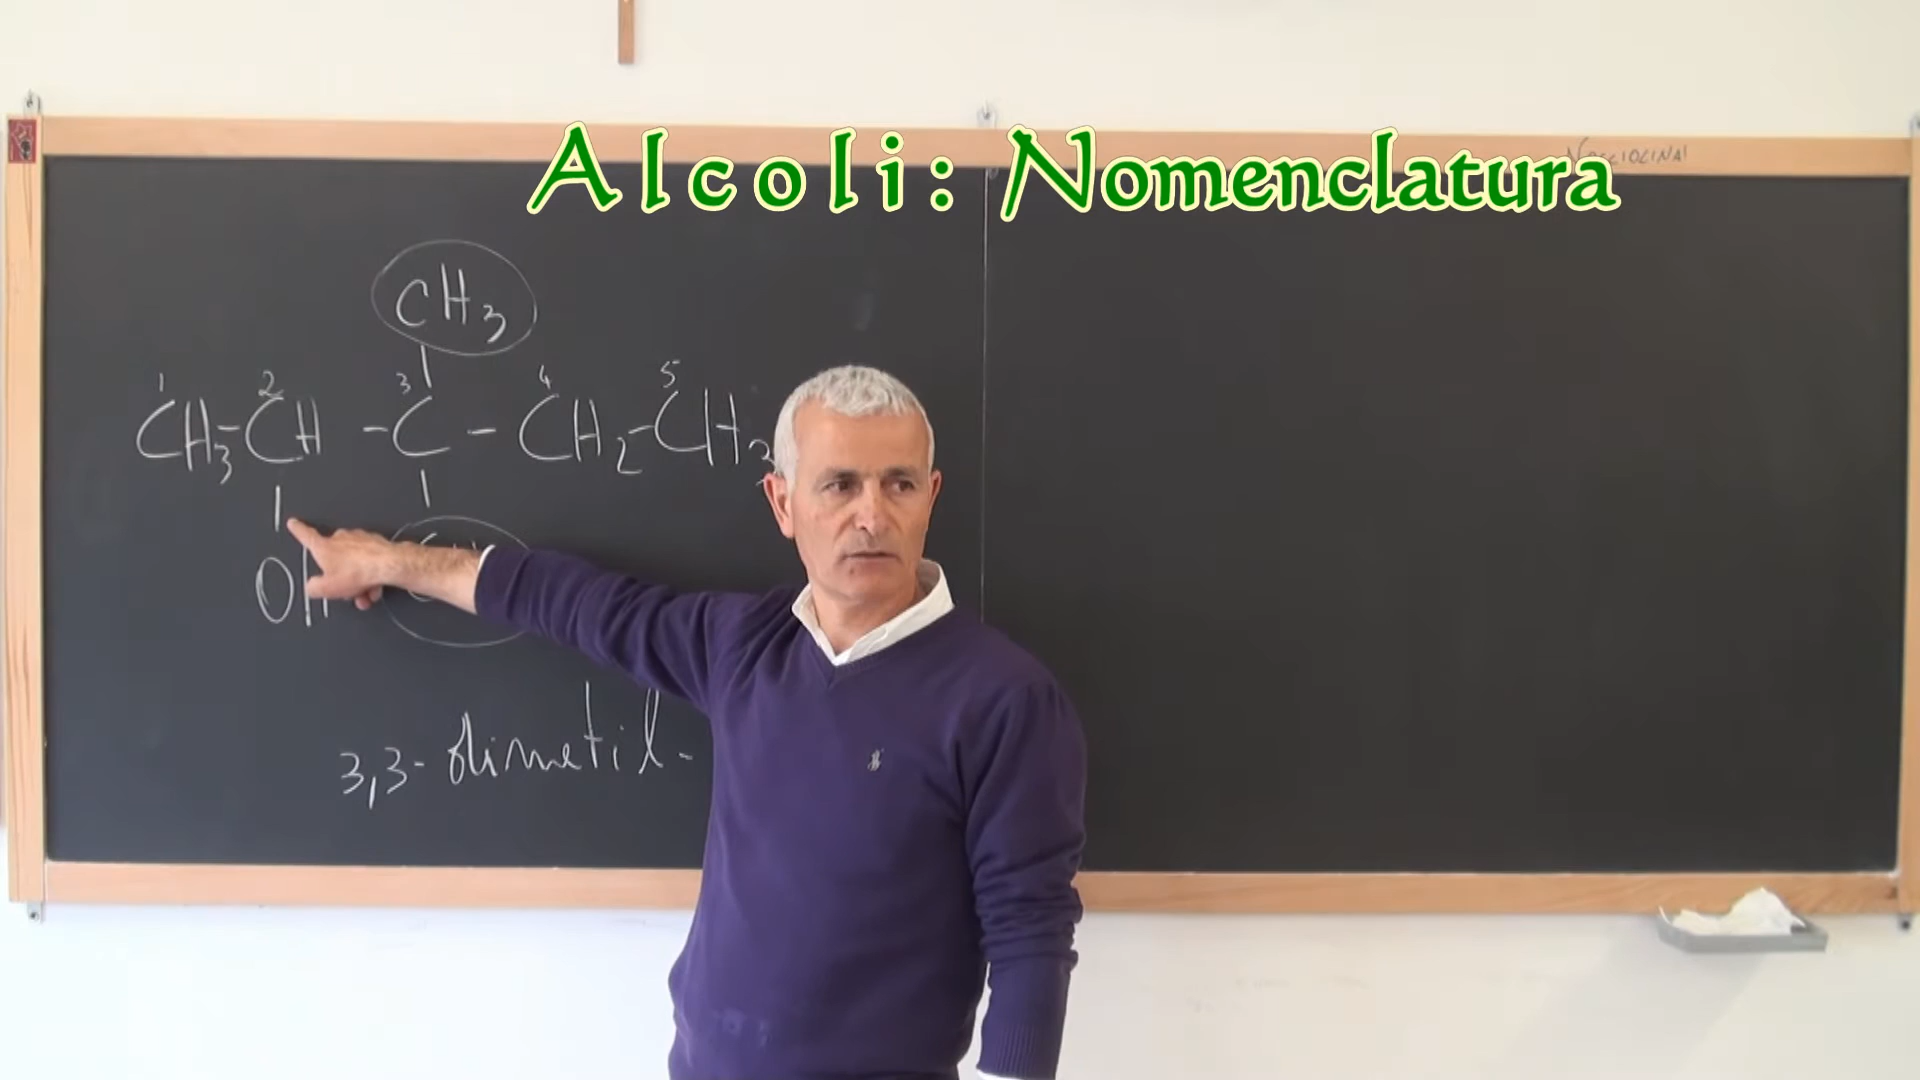 Alcoli: Nomenclatura
CH3
1 2 3 4 5
CH3-CH -C- CH2-CH3
OH
3,3-dimetil-